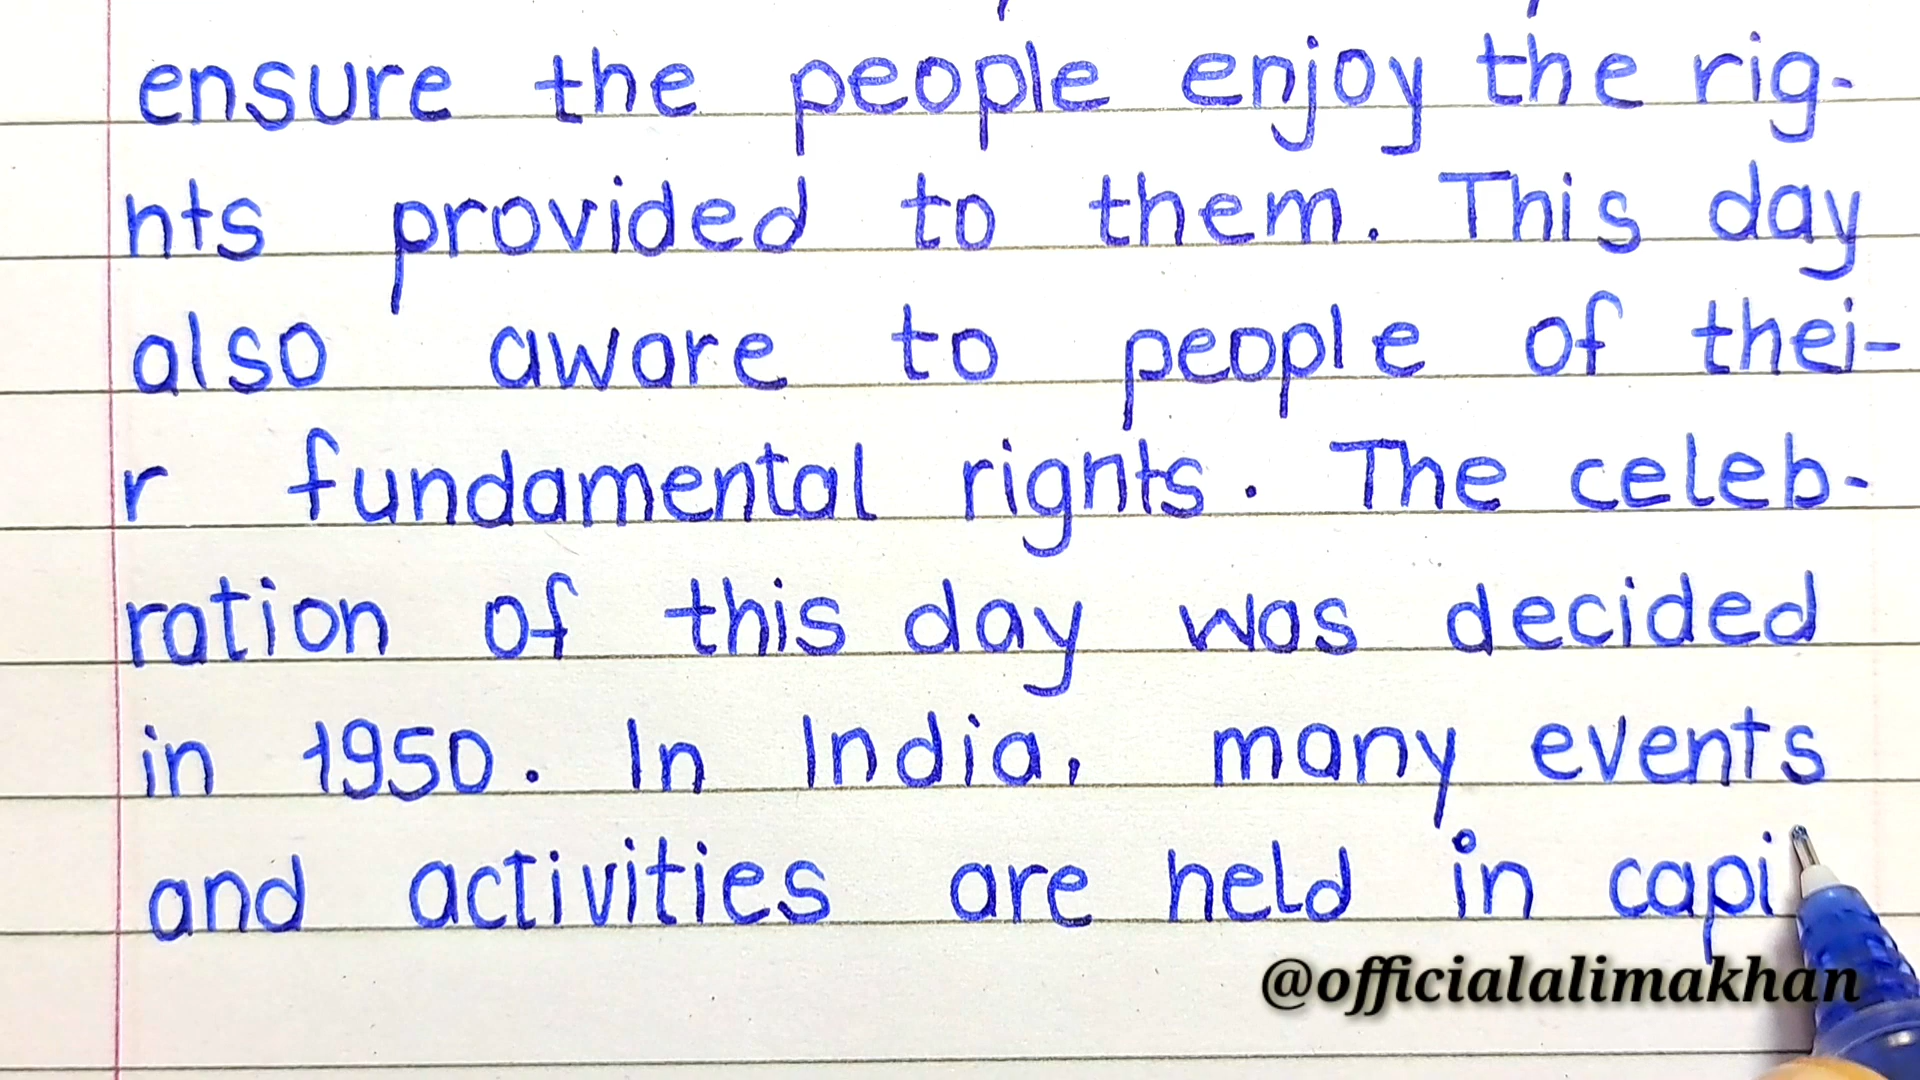 ensure the people enjoy the rig-
hts provided to them. This day
also aware to people of thei-
r fundamental rights. The celeb-
ration of this day was decided
in 1950. In India, many events
and activities are held in capi
@officialalimakhan